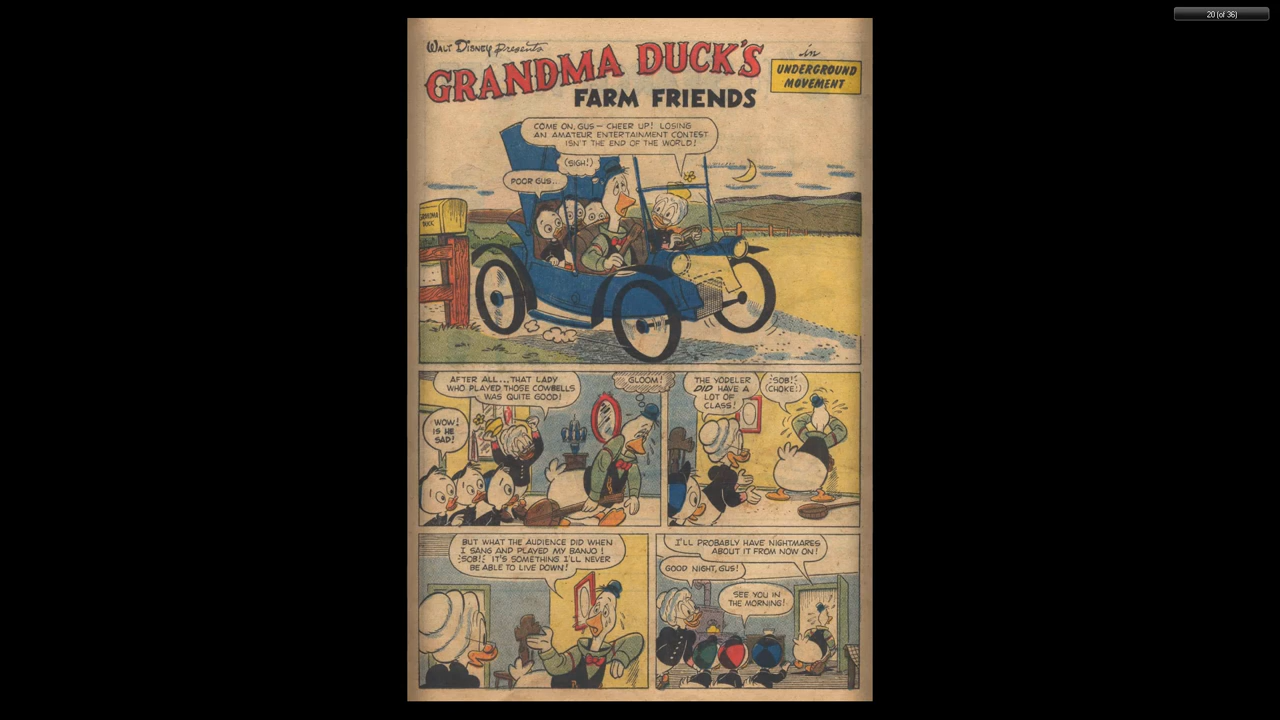 20 (of 36)
WALT DISNEY presents
GRANDMA DUCK'S
FARM FRIENDS
in
UNDERGROUND
MOVEMENT
COME ON, GUS — CHEER UP! LOSING
AN AMATEUR ENTERTAINMENT CONTEST
ISN'T THE END OF THE WORLD!
(SIGH!)
POOR GUS...
GRANDMA
DUCK
AFTER ALL... THAT LADY
WHO PLAYED THOSE COWBELLS
WAS QUITE GOOD!
WOW!
IS HE
SAD!
GLOOM!
THE YODELER
DID HAVE A
LOT OF
CLASS!
:SOB!:
(CHOKE!)
BUT WHAT THE AUDIENCE DID WHEN
I SANG AND PLAYED MY BANJO!
:SOB!: IT'S SOMETHING I'LL NEVER
BE ABLE TO LIVE DOWN!
I'LL PROBABLY HAVE NIGHTMARES
ABOUT IT FROM NOW ON!
GOOD NIGHT, GUS!
SEE YOU IN
THE MORNING!